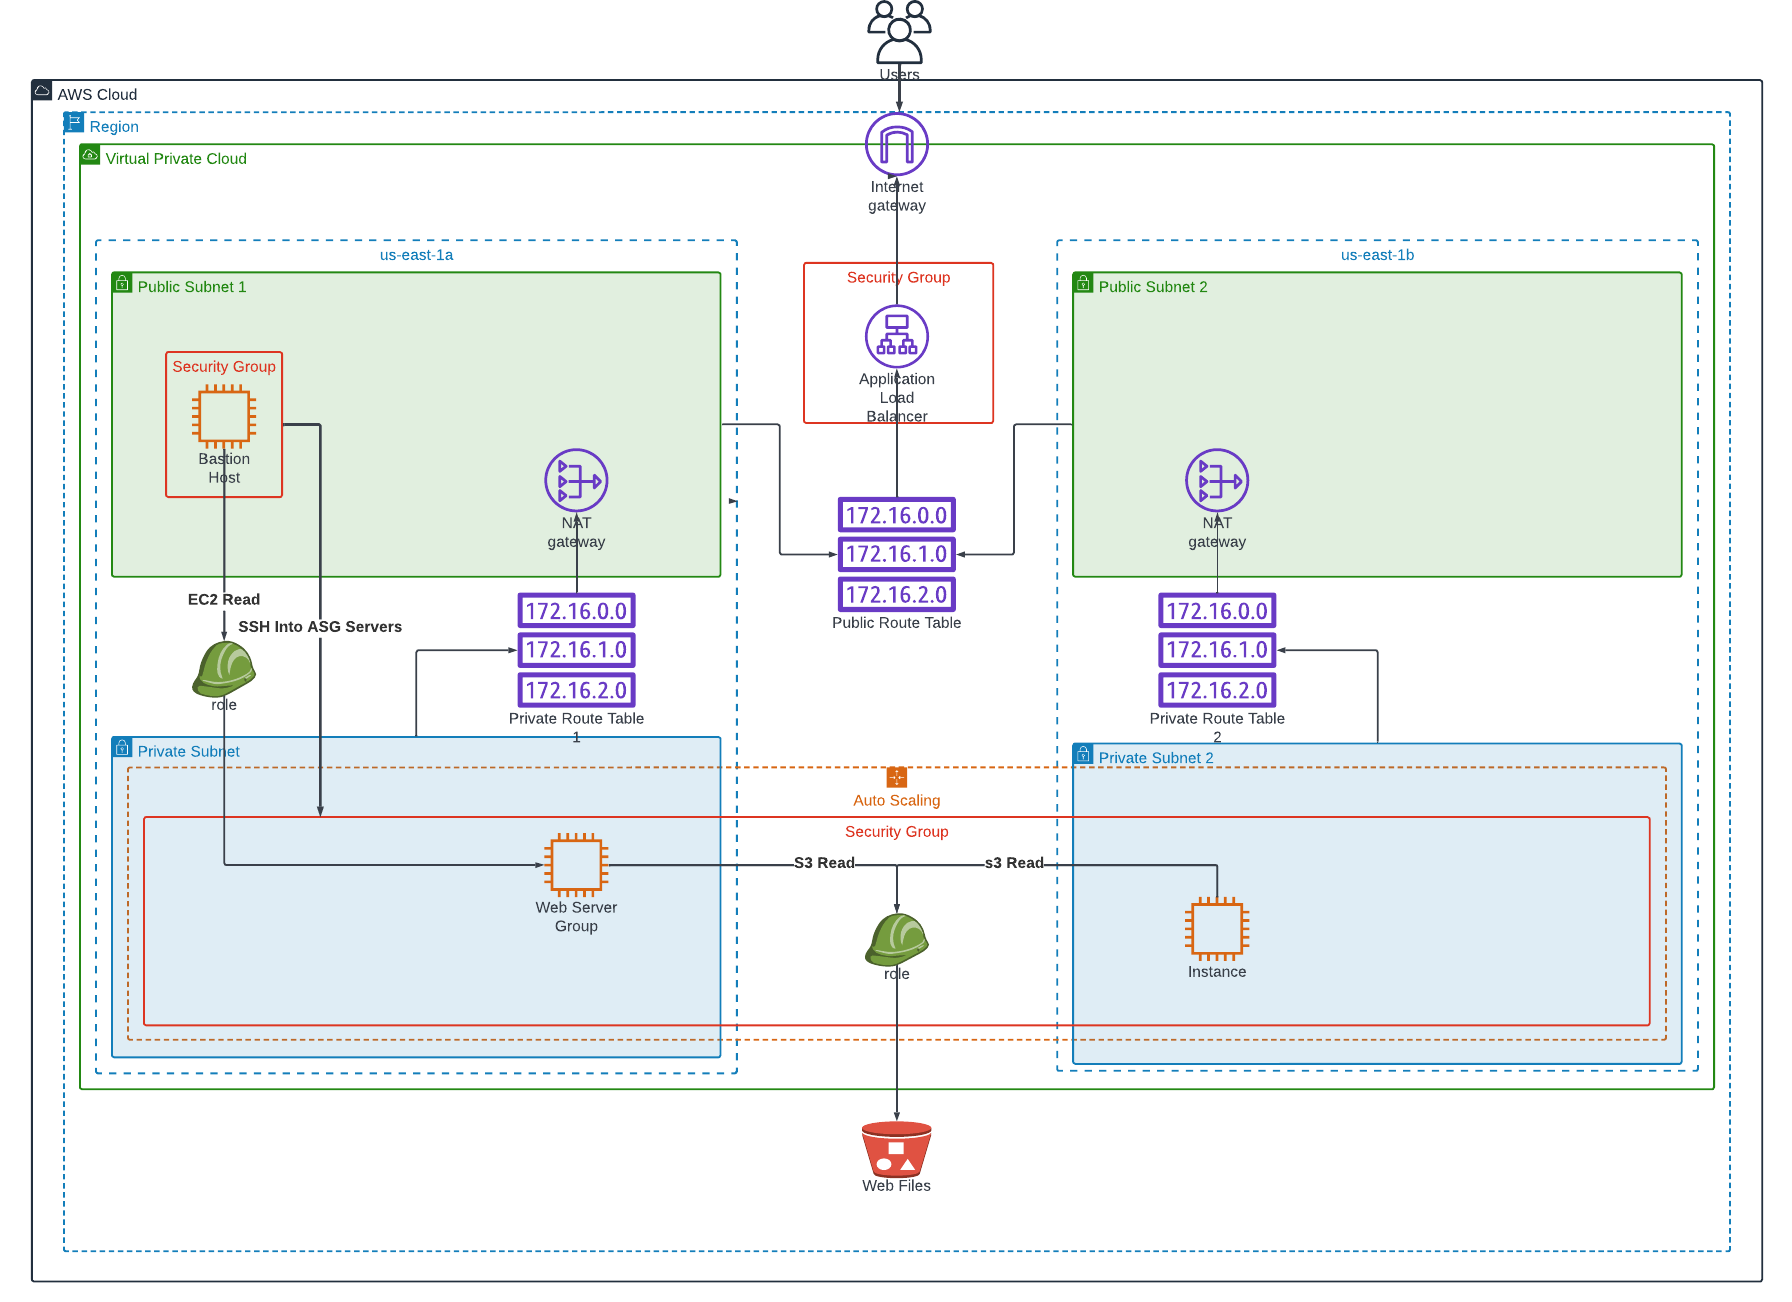 Users
AWS Cloud
Region
Virtual Private Cloud
Internet
gateway
us-east-1a
us-east-1b
Public Subnet 1
Security Group
Public Subnet 2
Security Group
Application
Load
Balancer
Bastion
Host
NAT
gateway
NAT
gateway
172.16.0.0
172.16.1.0
172.16.2.0
Public Route Table
EC2 Read
SSH Into ASG Servers
172.16.0.0
172.16.1.0
172.16.2.0
Private Route Table
1
172.16.0.0
172.16.1.0
172.16.2.0
Private Route Table
2
role
Private Subnet
Private Subnet 2
Auto Scaling
Security Group
S3 Read
s3 Read
Web Server
Group
role
Instance
Web Files